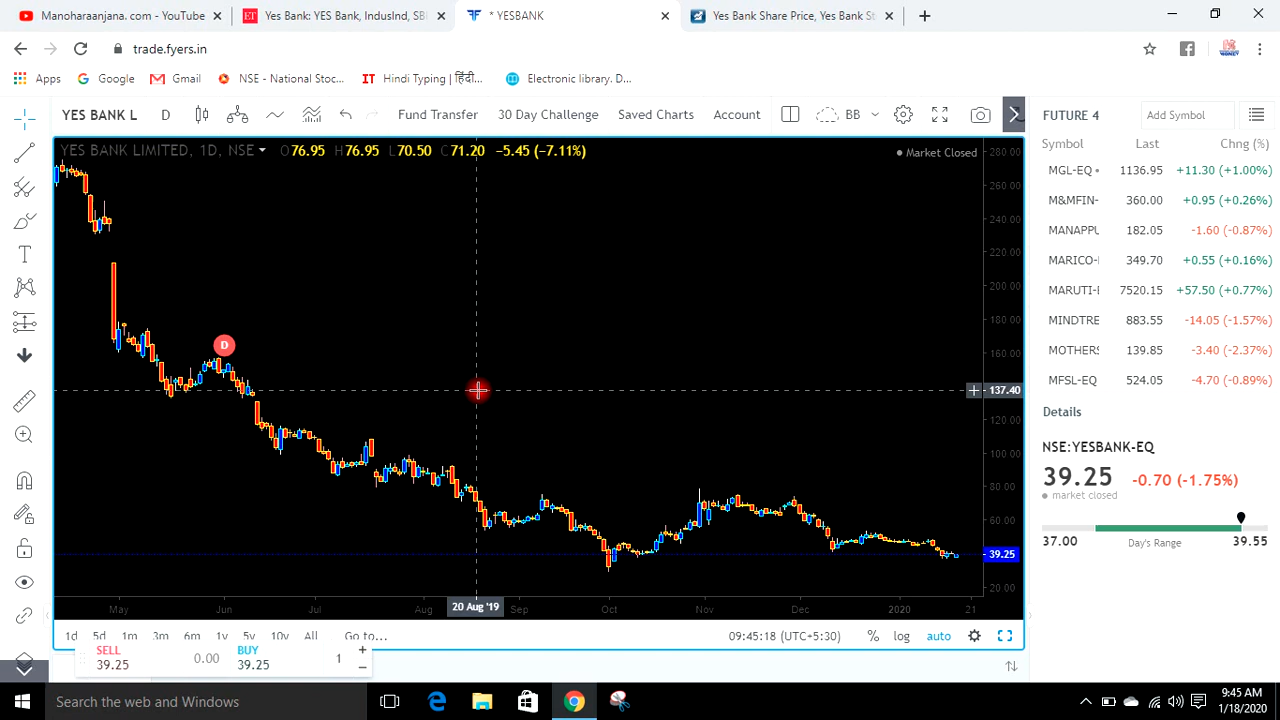 Manoharaanjana. com - YouTube
ET Yes Bank: YES Bank, IndusInd, SBI
* YESBANK
Yes Bank Share Price, Yes Bank St
trade.fyers.in
Apps
Google
Gmail
NSE - National Stoc...
IT Hindi Typing | हिंदी...
Electronic library. D...
YES BANK L
D
Fund Transfer
30 Day Challenge
Saved Charts
Account
BB
FUTURE 4
Add Symbol
YES BANK LIMITED, 1D, NSE
O76.95 H76.95 L70.50 C71.20 −5.45 (−7.11%)
Market Closed
Symbol Last Chng (%)
MGL-EQ 1136.95 +11.30 (+1.00%)
M&MFIN- 360.00 +0.95 (+0.26%)
MANAPPU 182.05 -1.60 (-0.87%)
MARICO- 349.70 +0.55 (+0.16%)
MARUTI-E 7520.15 +57.50 (+0.77%)
MINDTRE 883.55 -14.05 (-1.57%)
MOTHERS 139.85 -3.40 (-2.37%)
MFSL-EQ 524.05 -4.70 (-0.89%)
Details
NSE:YESBANK-EQ
39.25 -0.70 (-1.75%)
market closed
37.00 Day's Range 39.55
280.00
260.00
240.00
220.00
200.00
180.00
160.00
137.40
120.00
100.00
80.00
60.00
39.25
20.00
D
May Jun Jul Aug 20 Aug '19 Sep Oct Nov Dec 2020 21
1d 5d 1m 3m 6m 1y 5y 10y All Go to...
09:45:18 (UTC+5:30) % log auto
SELL
39.25
0.00
BUY
39.25
1
Search the web and Windows
9:45 AM
1/18/2020